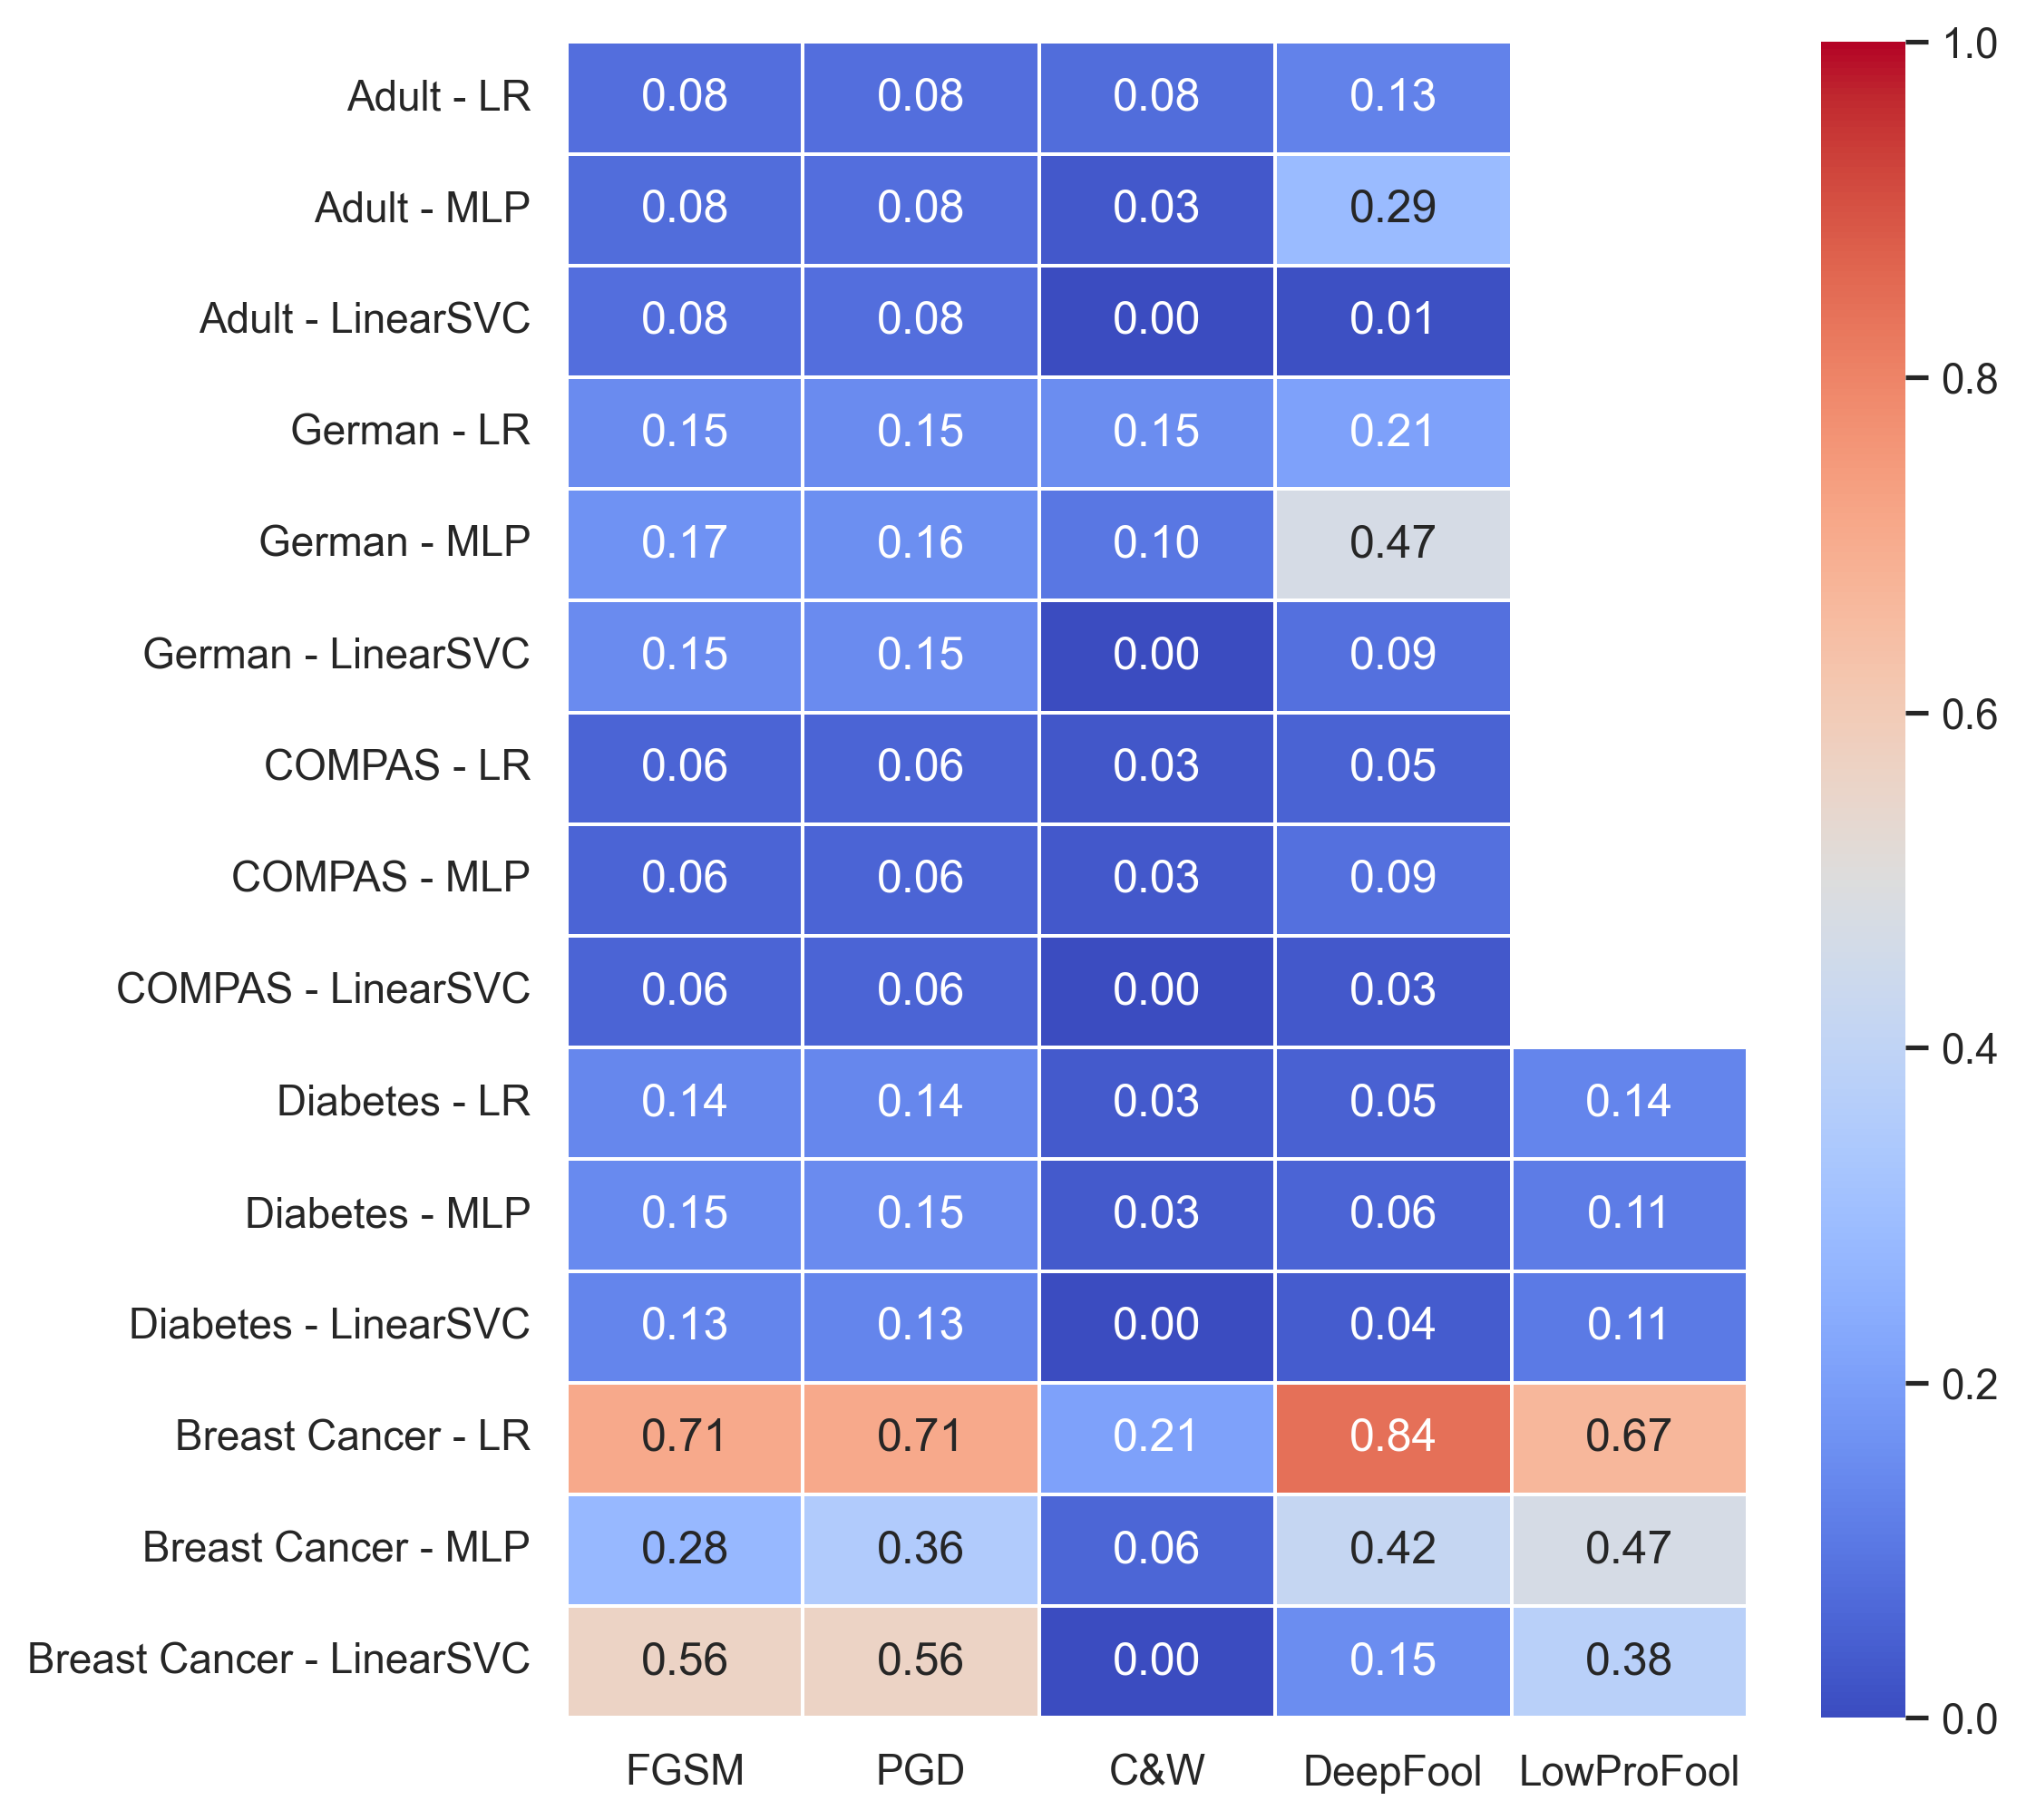 Adult - LR 0.08 0.08 0.08 0.13
Adult - MLP 0.08 0.08 0.03 0.29
Adult - LinearSVC 0.08 0.08 0.00 0.01
German - LR 0.15 0.15 0.15 0.21
German - MLP 0.17 0.16 0.10 0.47
German - LinearSVC 0.15 0.15 0.00 0.09
COMPAS - LR 0.06 0.06 0.03 0.05
COMPAS - MLP 0.06 0.06 0.03 0.09
COMPAS - LinearSVC 0.06 0.06 0.00 0.03
Diabetes - LR 0.14 0.14 0.03 0.05 0.14
Diabetes - MLP 0.15 0.15 0.03 0.06 0.11
Diabetes - LinearSVC 0.13 0.13 0.00 0.04 0.11
Breast Cancer - LR 0.71 0.71 0.21 0.84 0.67
Breast Cancer - MLP 0.28 0.36 0.06 0.42 0.47
Breast Cancer - LinearSVC 0.56 0.56 0.00 0.15 0.38
FGSM PGD C&W DeepFool LowProFool
1.0
0.8
0.6
0.4
0.2
0.0